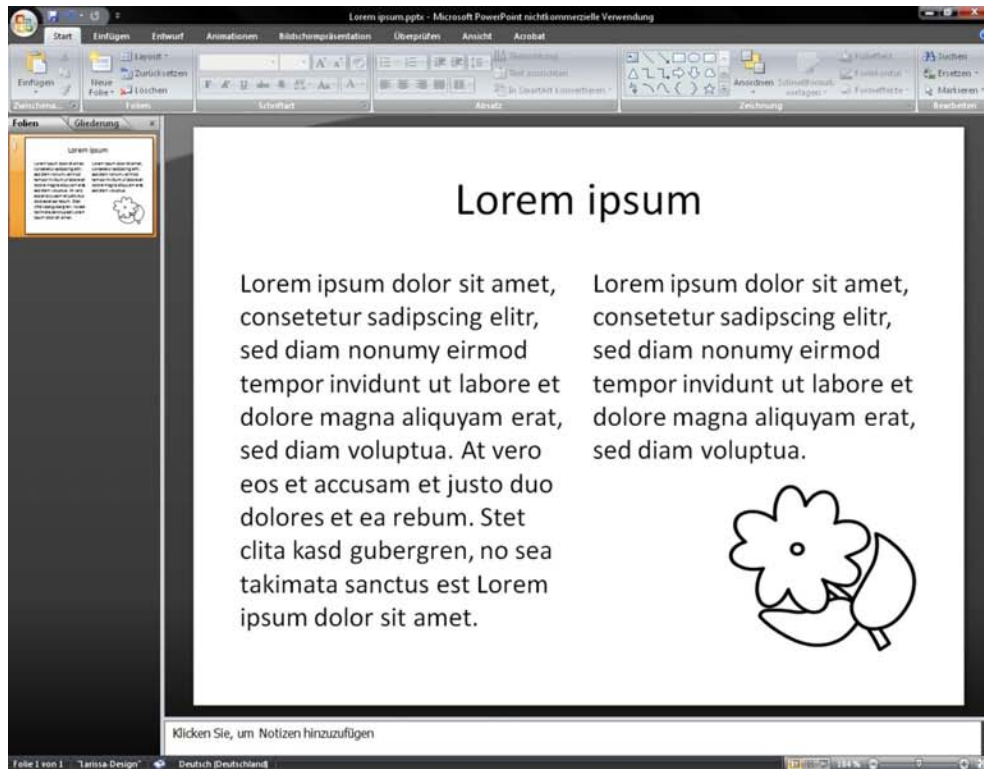 Lorem ipsum.pptx - Microsoft PowerPoint nichtkommerzielle Verwendung
Start Einfügen Entwurf Animationen Bildschirmpräsentation Überprüfen Ansicht Acrobat
Einfügen
Neue
Folie
Layout
Zurücksetzen
Löschen
Folien
Schriftart
Absatz
Anordnen
Zeichnung
Suchen
Ersetzen
Markieren
Bearbeiten
Folien Gliederung
Lorem ipsum
Lorem ipsum dolor sit amet,
consetetur sadipscing elitr,
sed diam nonumy eirmod
tempor invidunt ut labore et
dolore magna aliquyam erat,
sed diam voluptua. At vero
eos et accusam et justo duo
dolores et ea rebum. Stet
clita kasd gubergren, no sea
takimata sanctus est Lorem
ipsum dolor sit amet.
Lorem ipsum dolor sit amet,
consetetur sadipscing elitr,
sed diam nonumy eirmod
tempor invidunt ut labore et
dolore magna aliquyam erat,
sed diam voluptua.
Klicken Sie, um Notizen hinzuzufügen
Folie 1 von 1 "Larissa-Design" Deutsch (Deutschland)